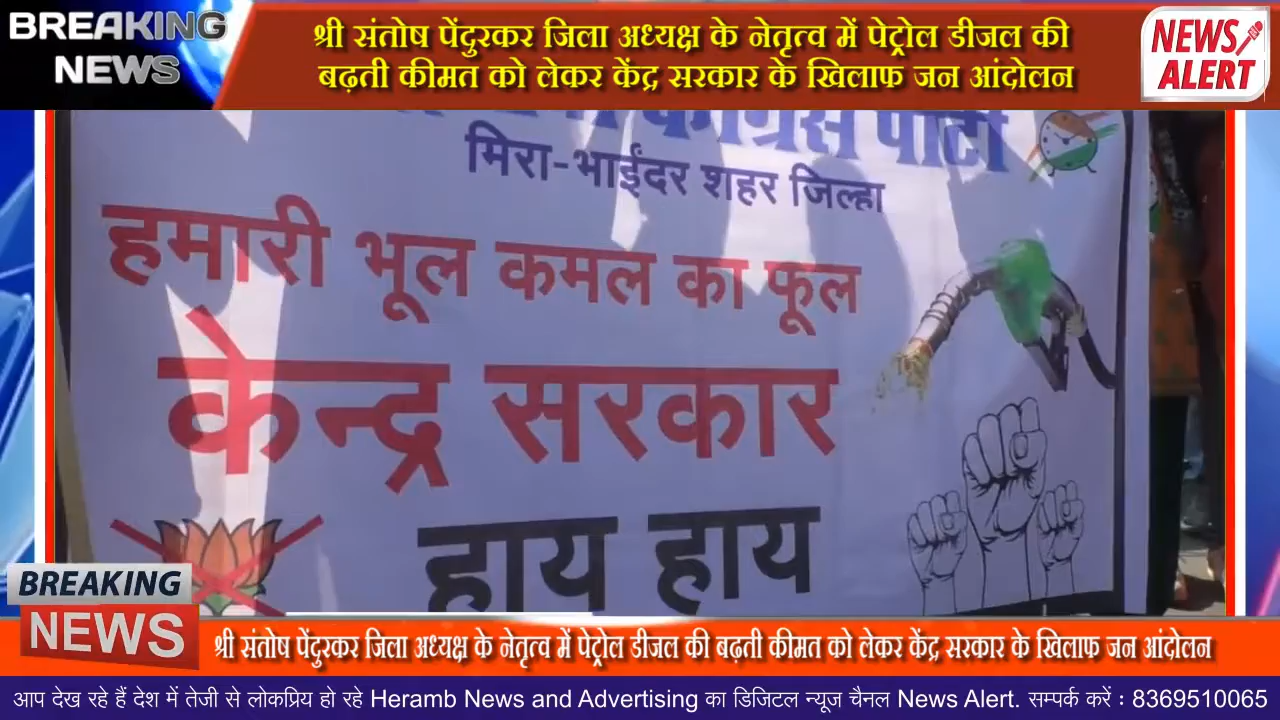 BREAKING
NEWS
श्री संतोष पेंदुरकर जिला अध्यक्ष के नेतृत्व में पेट्रोल डीजल की
बढ़ती कीमत को लेकर केंद्र सरकार के खिलाफ जन आंदोलन
NEWS
ALERT
काँग्रेस पार्टी
मिरा-भाईंदर शहर जिल्हा
हमारी भूल कमल का फूल
केन्द्र सरकार
हाय हाय
BREAKING
NEWS
श्री संतोष पेंदुरकर जिला अध्यक्ष के नेतृत्व में पेट्रोल डीजल की बढ़ती कीमत को लेकर केंद्र सरकार के खिलाफ जन आंदोलन
आप देख रहे हैं देश में तेजी से लोकप्रिय हो रहे Heramb News and Advertising का डिजिटल न्यूज चैनल News Alert. सम्पर्क करें : 8369510065